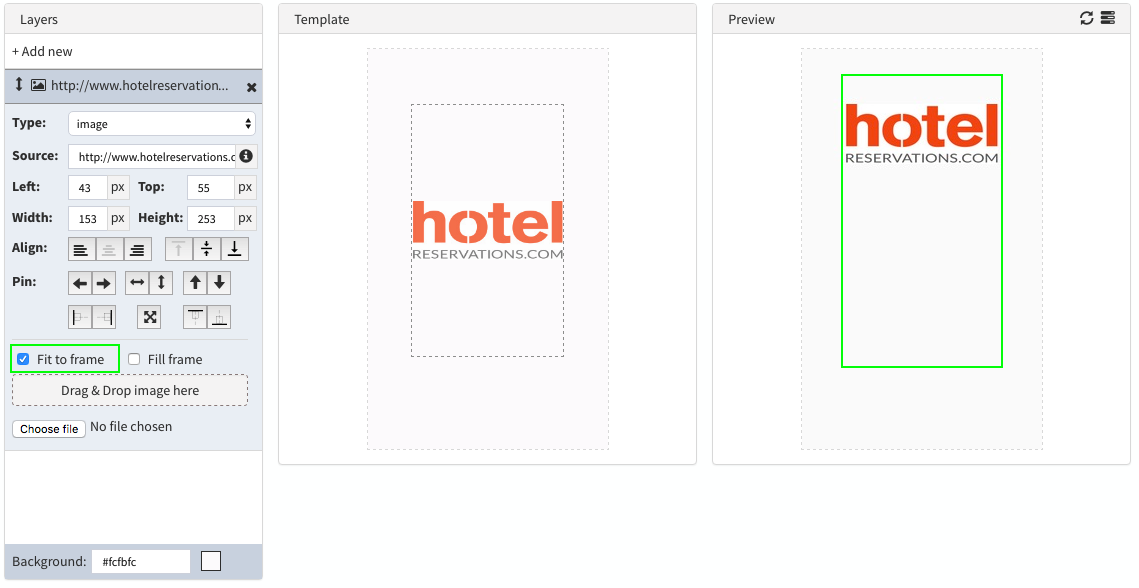 Layers
+ Add new
http://www.hotelreservation...
Type: image
Source: http://www.hotelreservations.c
Left: 43 px Top: 55 px
Width: 153 px Height: 253 px
Align:
Pin:
Fit to frame Fill frame
Drag & Drop image here
Choose file No file chosen
Background: #fcfbfc
Template
hotel
RESERVATIONS.COM
Preview
hotel
RESERVATIONS.COM